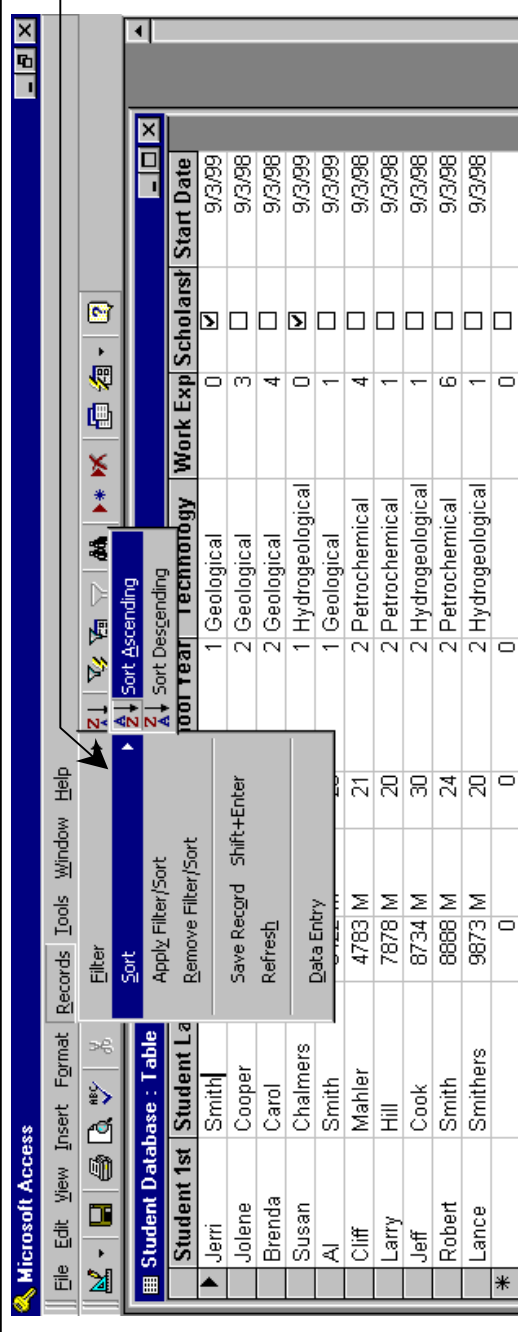 Microsoft Access
File Edit View Insert Format Records Tools Window Help
Filter
Sort
Apply Filter/Sort
Remove Filter/Sort
Save Record Shift+Enter
Refresh
Data Entry
Sort Ascending
Sort Descending
Student Database : Table
Student 1st Student La ool Year Technology Work Exp Scholarsh Start Date
Jerri Smith 1 Geological 0 9/3/99
Jolene Cooper 2 Geological 3 9/3/98
Brenda Carol 2 Geological 4 9/3/98
Susan Chalmers 1 Hydrogeological 0 9/3/99
Al Smith 1 Geological 1 9/3/99
Cliff Mahler 4783 M 21 2 Petrochemical 4 9/3/98
Larry Hill 7878 M 20 2 Petrochemical 1 9/3/98
Jeff Cook 8734 M 30 2 Hydrogeological 1 9/3/98
Robert Smith 8888 M 24 2 Petrochemical 6 9/3/98
Lance Smithers 9873 M 20 2 Hydrogeological 1 9/3/98
0 0 0 0